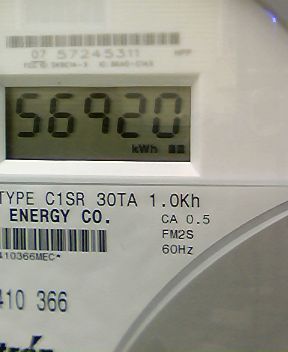 07 57245311
56920
kWh
TYPE C1SR 30TA 1.0Kh
ENERGY CO.
CA 0.5
FM2S
60Hz
410366MEC*
410 366